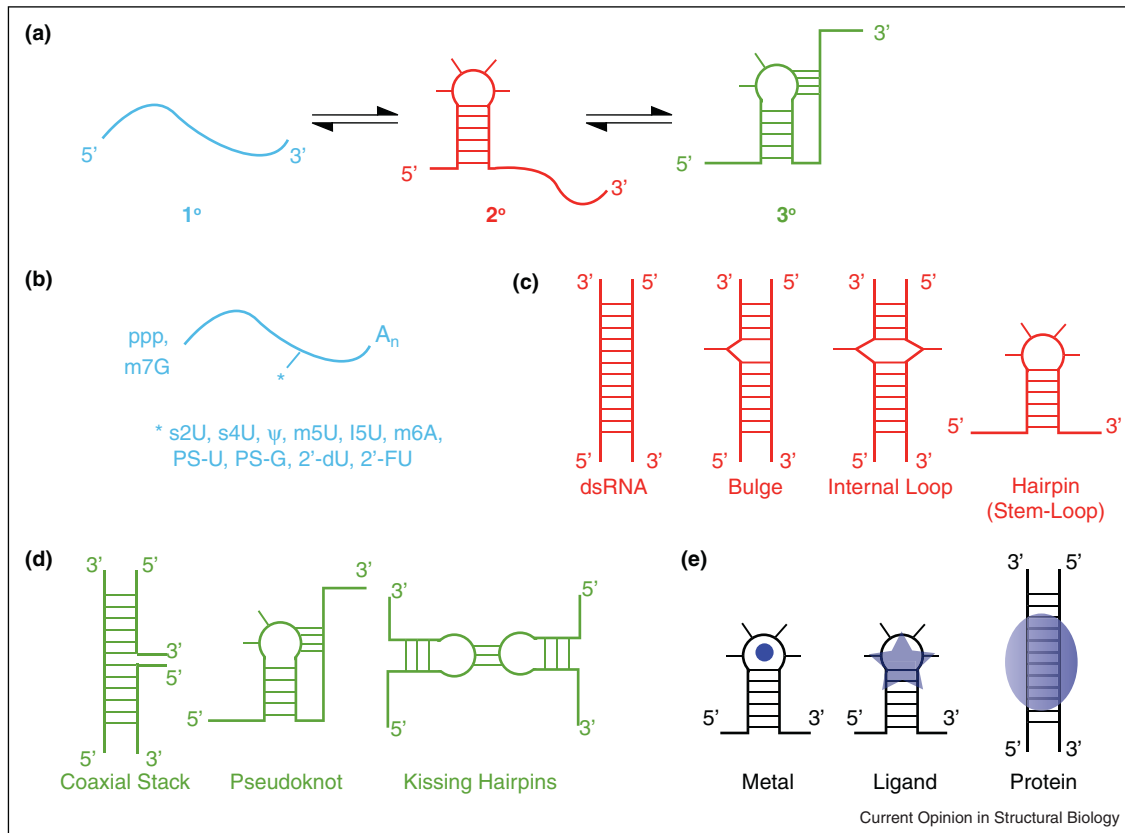 (a)
3’
5’
3’
5’
3’
5’
1º
2º
3º
(b)
ppp,
m7G
Aₙ
*
* s2U, s4U, ψ, m5U, I5U, m6A,
PS-U, PS-G, 2’-dU, 2’-FU
(c)
3’ 5’
3’ 5’
3’ 5’
5’ 3’
5’ 3’
5’ 3’
5’ 3’
dsRNA
Bulge
Internal Loop
Hairpin
(Stem-Loop)
(d)
3’ 5’
3’
5’
5’ 3’
3’
5’
3’
5’
5’
3’
Coaxial Stack
Pseudoknot
Kissing Hairpins
(e)
5’ 3’
5’ 3’
3’ 5’
5’ 3’
Metal
Ligand
Protein
Current Opinion in Structural Biology